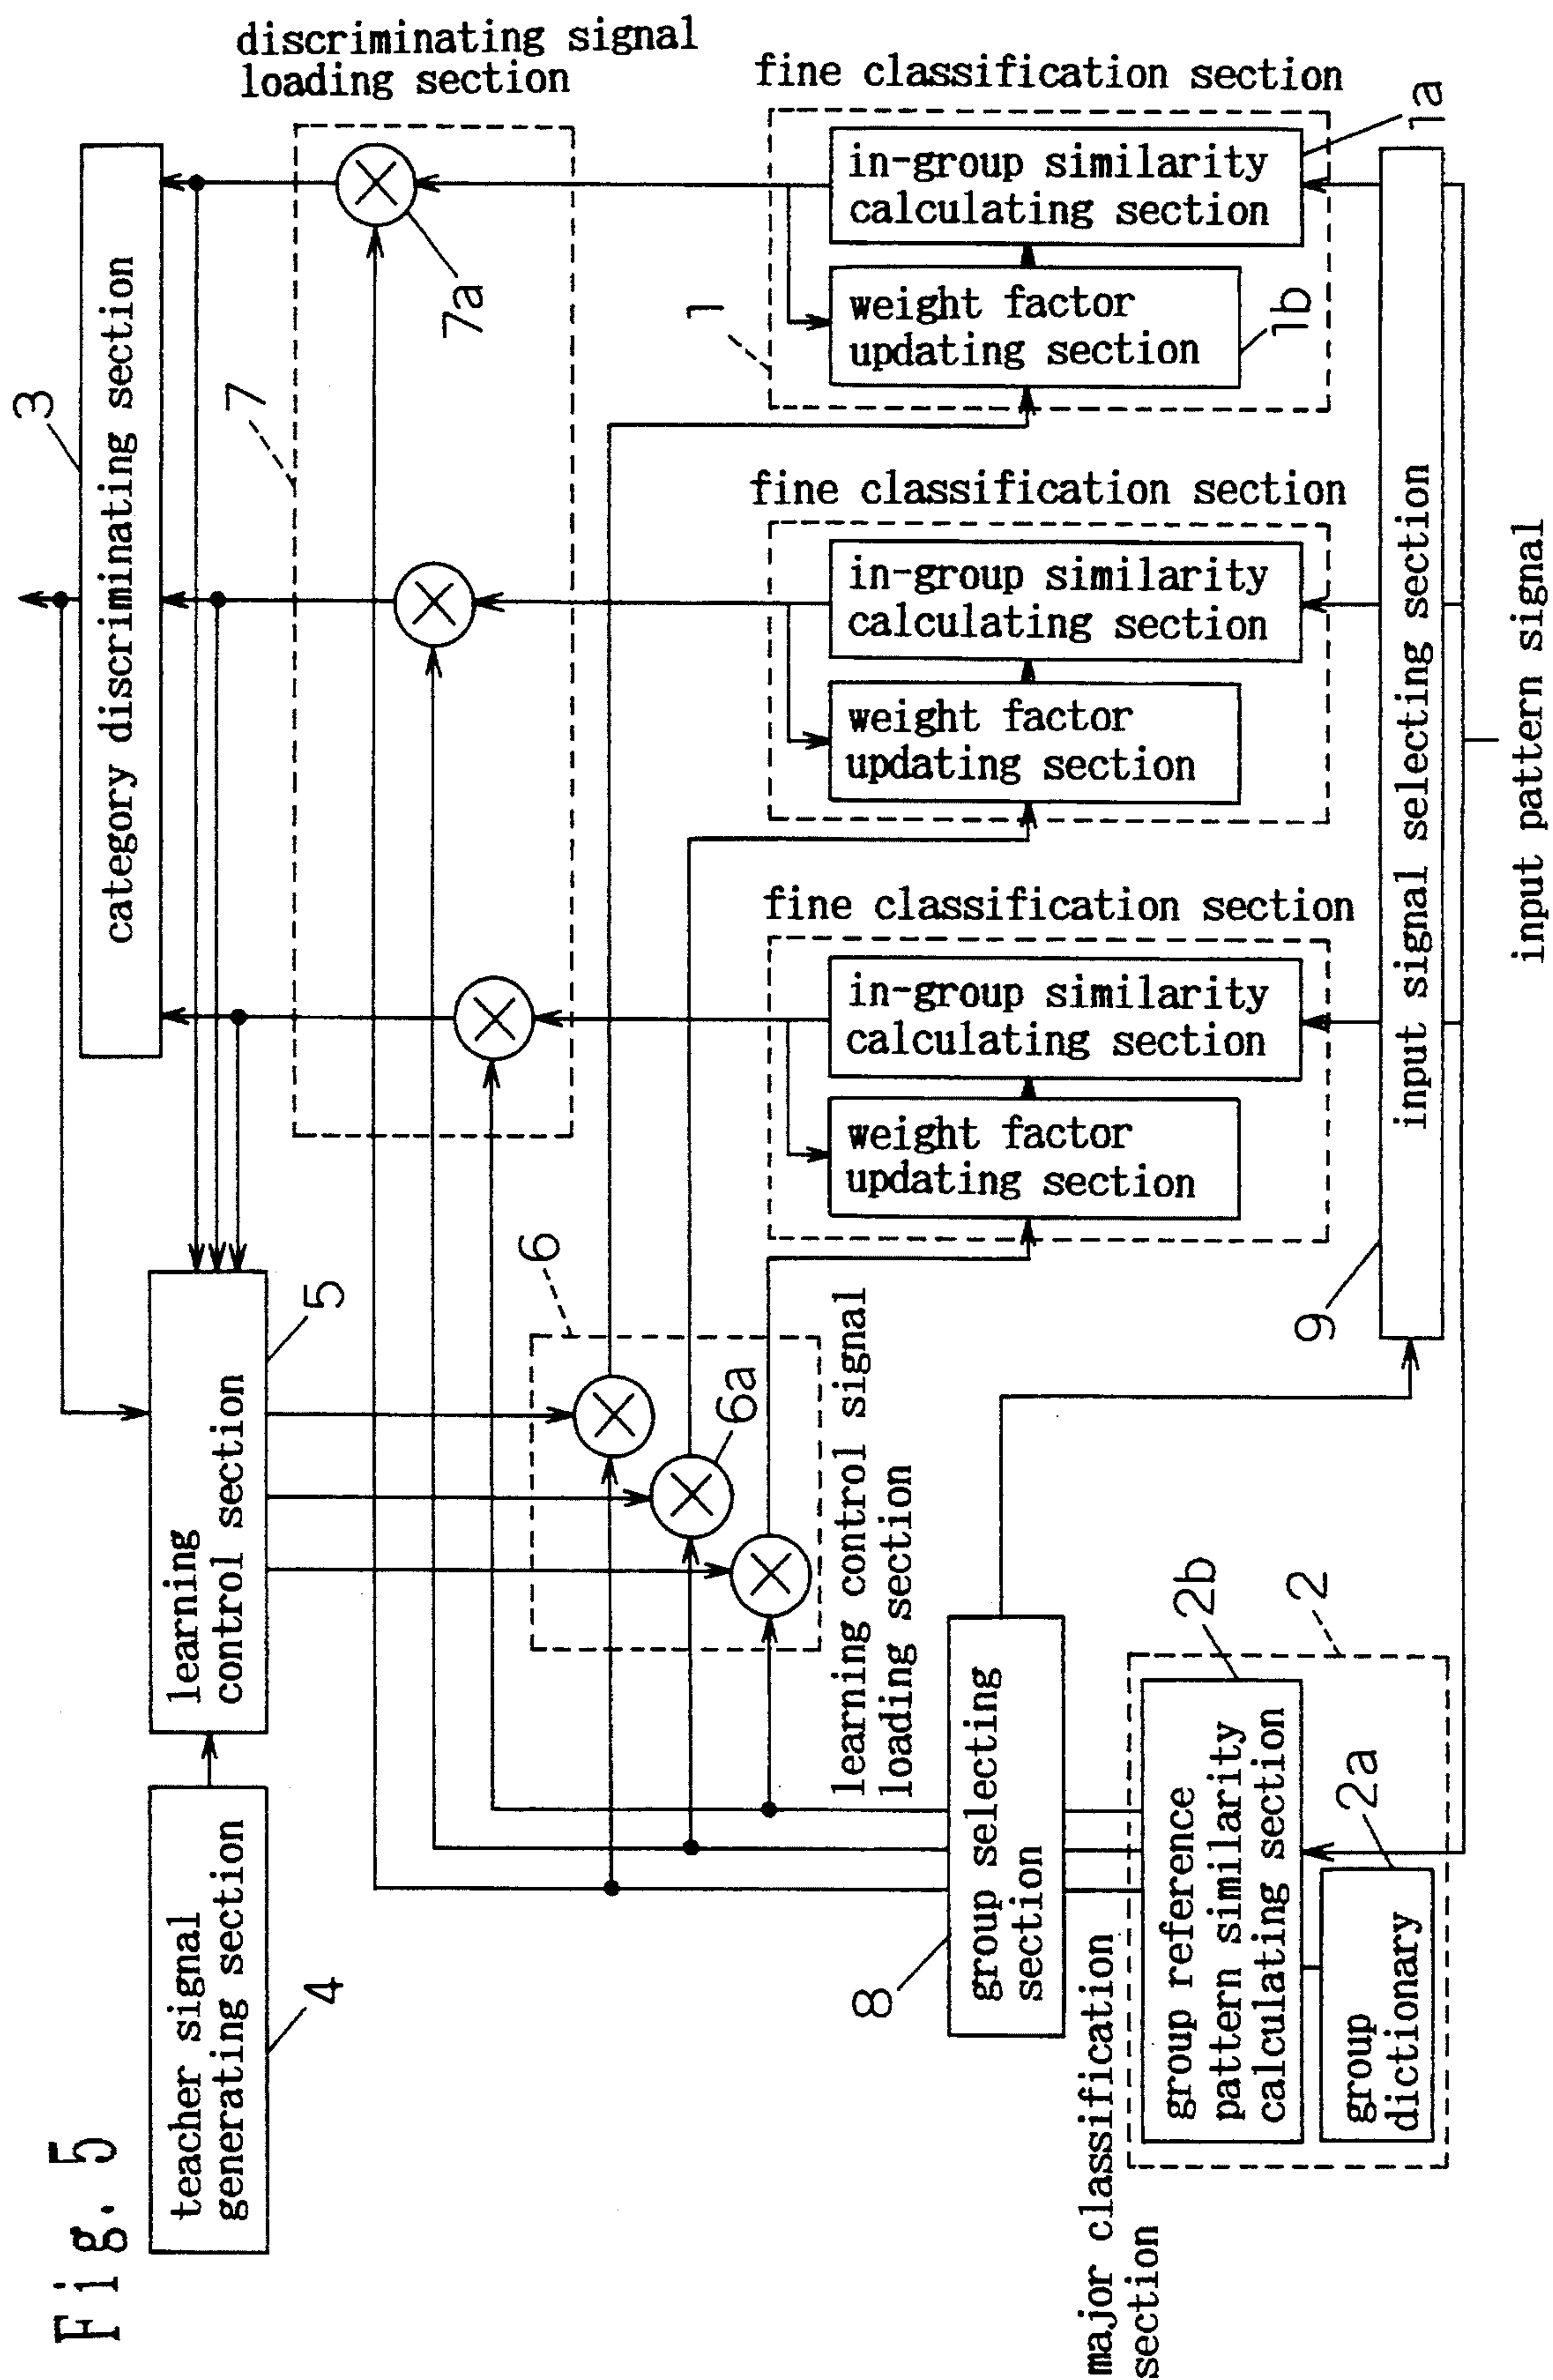 Fig. 5
teacher signal
generating section
4
learning
control section
5
3
category discriminating section
discriminating signal
loading section
7
7a
6
6a
learning control signal
loading section
fine classification section
in-group similarity
calculating section
weight factor
updating section
fine classification section
in-group similarity
calculating section
weight factor
updating section
fine classification section
1
in-group similarity
calculating section
1a
weight factor
updating section
1b
8
group selecting
section
major classification
section
group reference
pattern similarity
calculating section
2b
2
group
dictionary
2a
9
input signal selecting section
input pattern signal